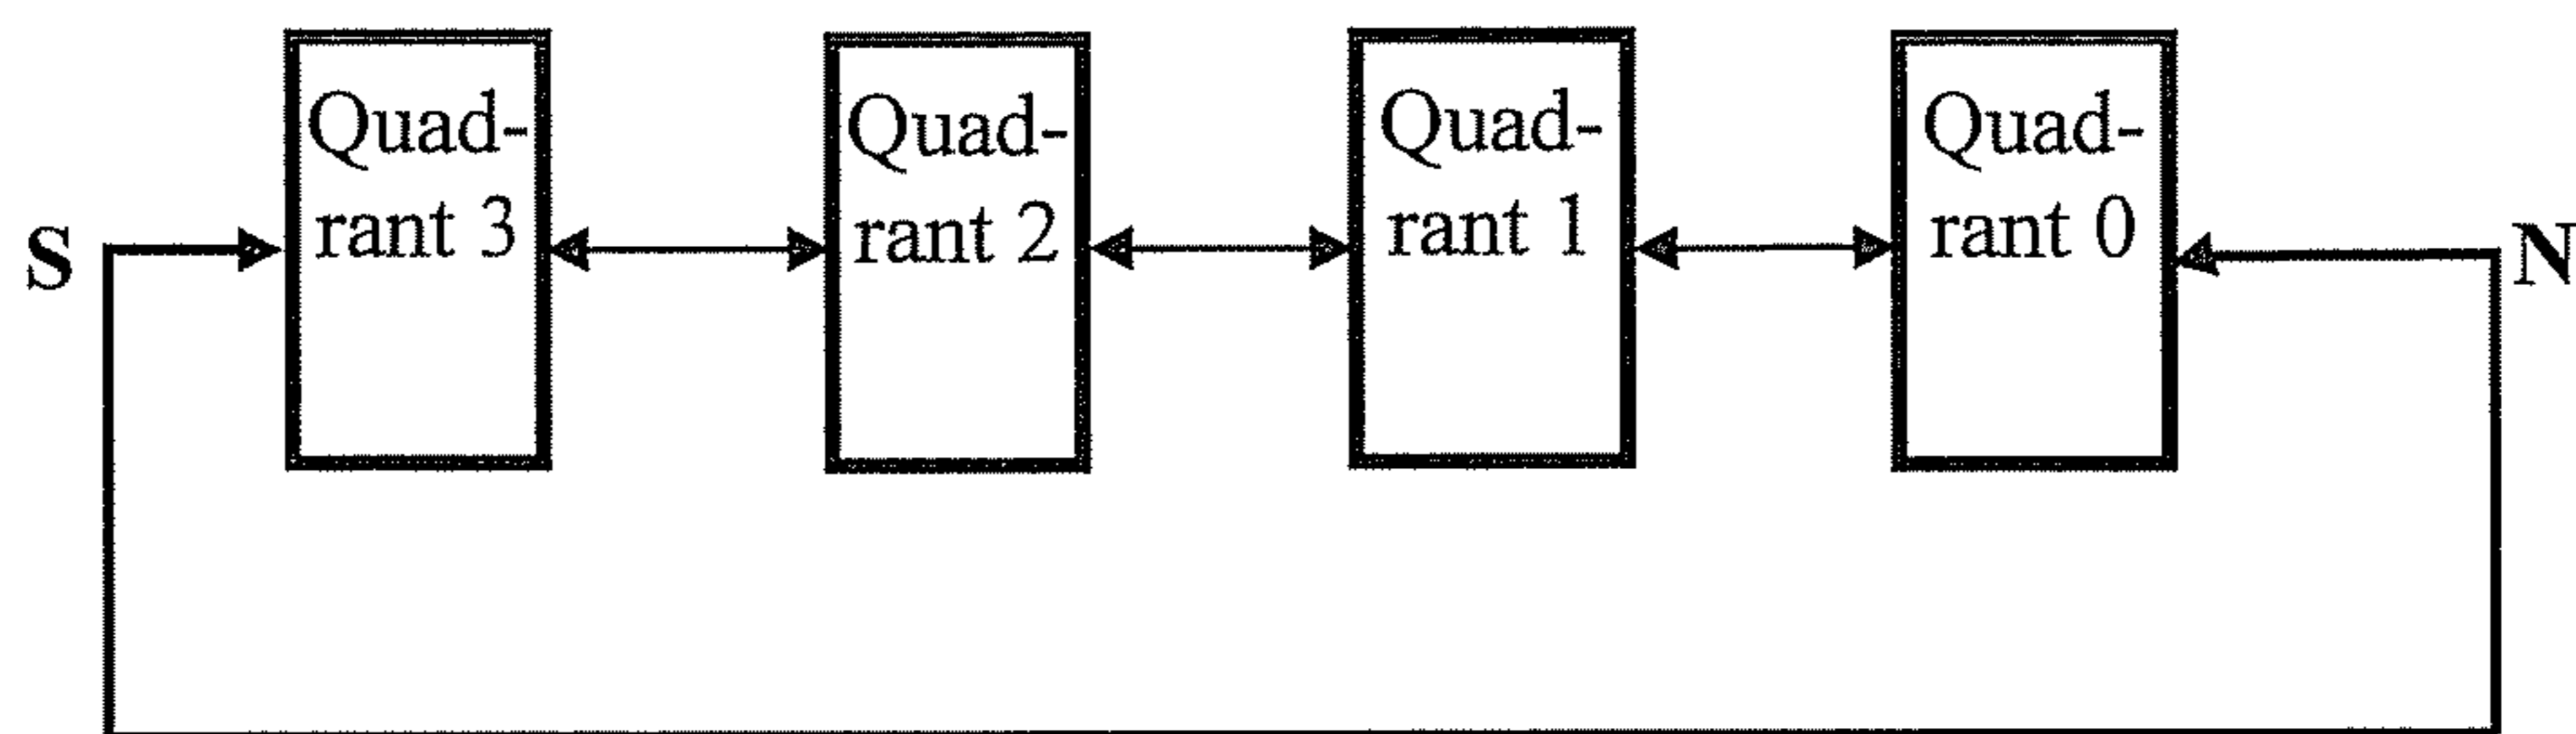 S
Quad-
rant 3
Quad-
rant 2
Quad-
rant 1
Quad-
rant 0
N